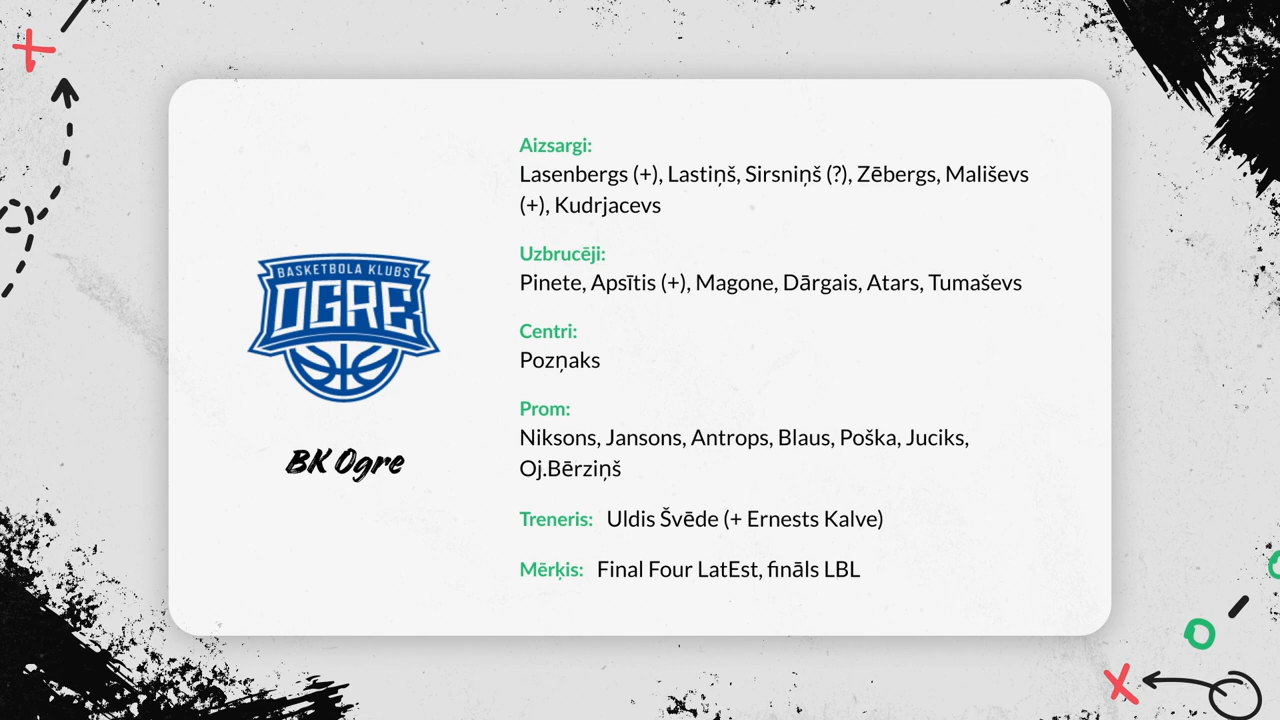 BASKETBOLA KLUBS
OGRE
BK Ogre
Aizsargi:
Lasenbergs (+), Lastiņš, Sirsniņš (?), Zēbergs, Mališevs
(+), Kudrjacevs
Uzbrucēji:
Pinete, Apsītis (+), Magone, Dārgais, Atars, Tumaševs
Centri:
Pozņaks
Prom:
Niksons, Jansons, Antrops, Blaus, Poška, Juciks,
Oj.Bērziņš
Treneris: Uldis Švēde (+ Ernests Kalve)
Mērķis: Final Four LatEst, fināls LBL